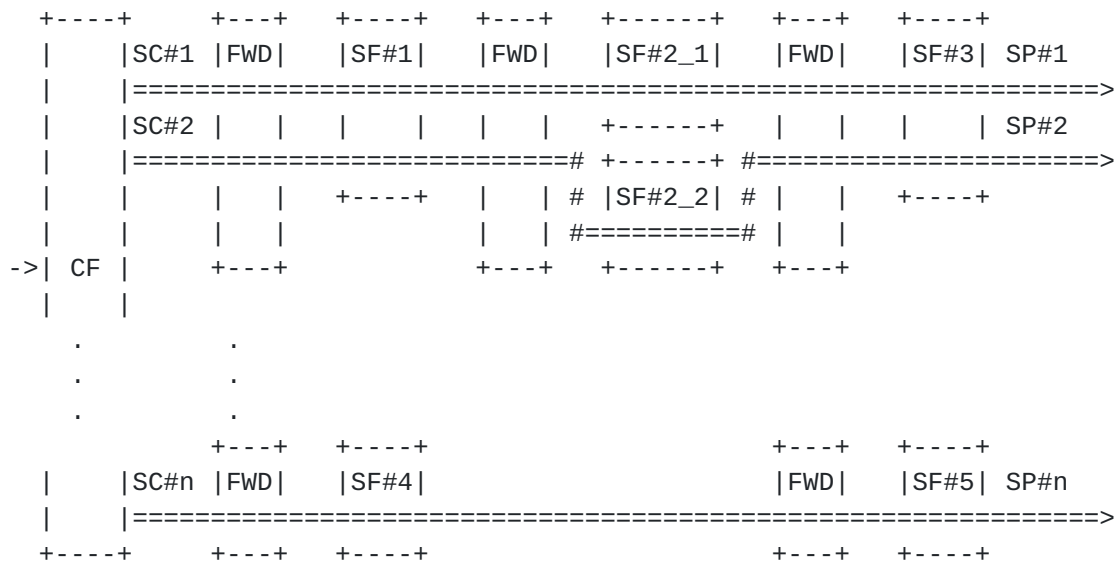 +----+      +---+   +----+   +---+   +------+   +---+   +----+
|    |SC#1 |FWD|   |SF#1|   |FWD|   |SF#2_1|   |FWD|   |SF#3| SP#1
|    |==============================================================>
|    |SC#2 |   |   |    |   |   |   +------+   |   |   |    | SP#2
|    |============================# +------+ #======================>
|    |     |   |   +----+   |   | # |SF#2_2| # |   |   +----+
|    |     |   |            |   | #==========# |   |
->| CF |     +---+            +---+   +------+   +---+
|    |
.         .
.         .
.         .
+---+   +----+                               +---+   +----+
|    |SC#n |FWD|   |SF#4|                      |FWD|   |SF#5| SP#n
|    |==============================================================>
+----+     +---+   +----+                      +---+   +----+